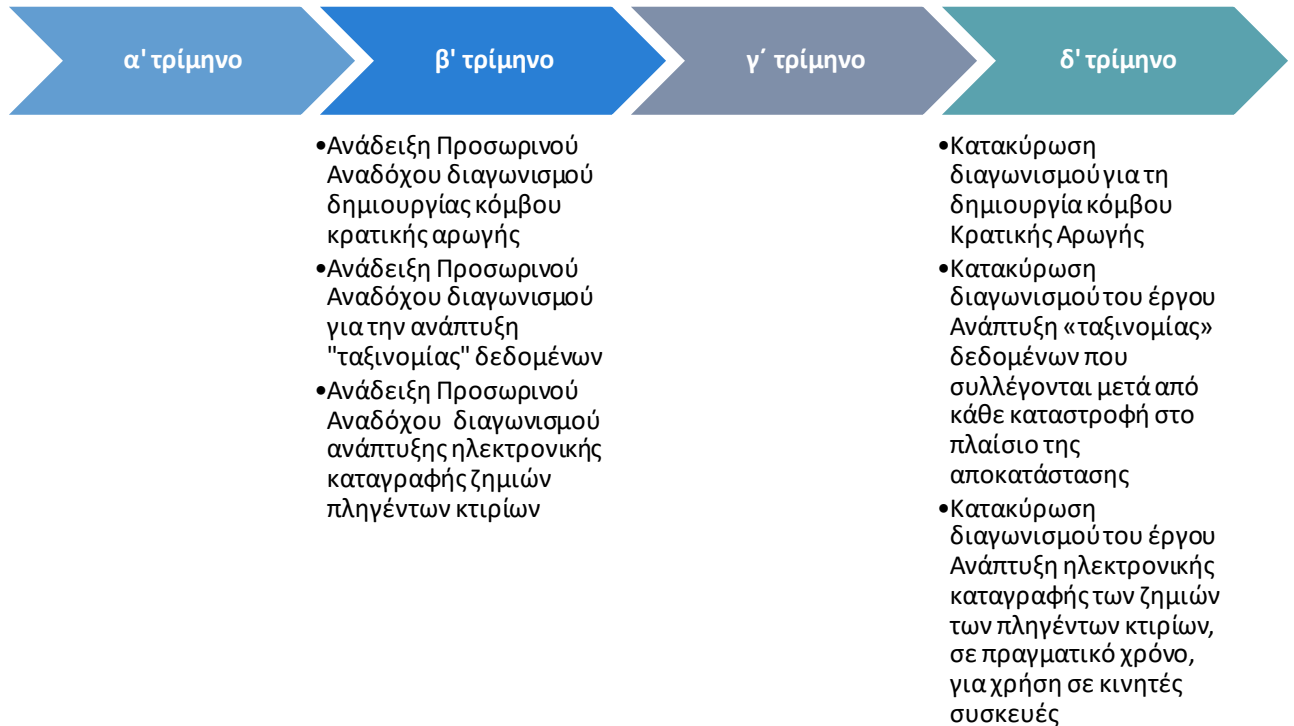 α' τρίμηνο
β' τρίμηνο
γ΄ τρίμηνο
δ' τρίμηνο
•Ανάδειξη Προσωρινού
Αναδόχου διαγωνισμού
δημιουργίας κόμβου
κρατικής αρωγής
•Ανάδειξη Προσωρινού
Αναδόχου διαγωνισμού
για την ανάπτυξη
"ταξινομίας" δεδομένων
•Ανάδειξη Προσωρινού
Αναδόχου διαγωνισμού
ανάπτυξης ηλεκτρονικής
καταγραφής ζημιών
πληγέντων κτιρίων
•Κατακύρωση
διαγωνισμού για τη
δημιουργία κόμβου
Κρατικής Αρωγής
•Κατακύρωση
διαγωνισμού του έργου
Ανάπτυξη «ταξινομίας»
δεδομένων που
συλλέγονται μετά από
κάθε καταστροφή στο
πλαίσιο της
αποκατάστασης
•Κατακύρωση
διαγωνισμού του έργου
Ανάπτυξη ηλεκτρονικής
καταγραφής των ζημιών
των πληγέντων κτιρίων,
σε πραγματικό χρόνο,
για χρήση σε κινητές
συσκευές